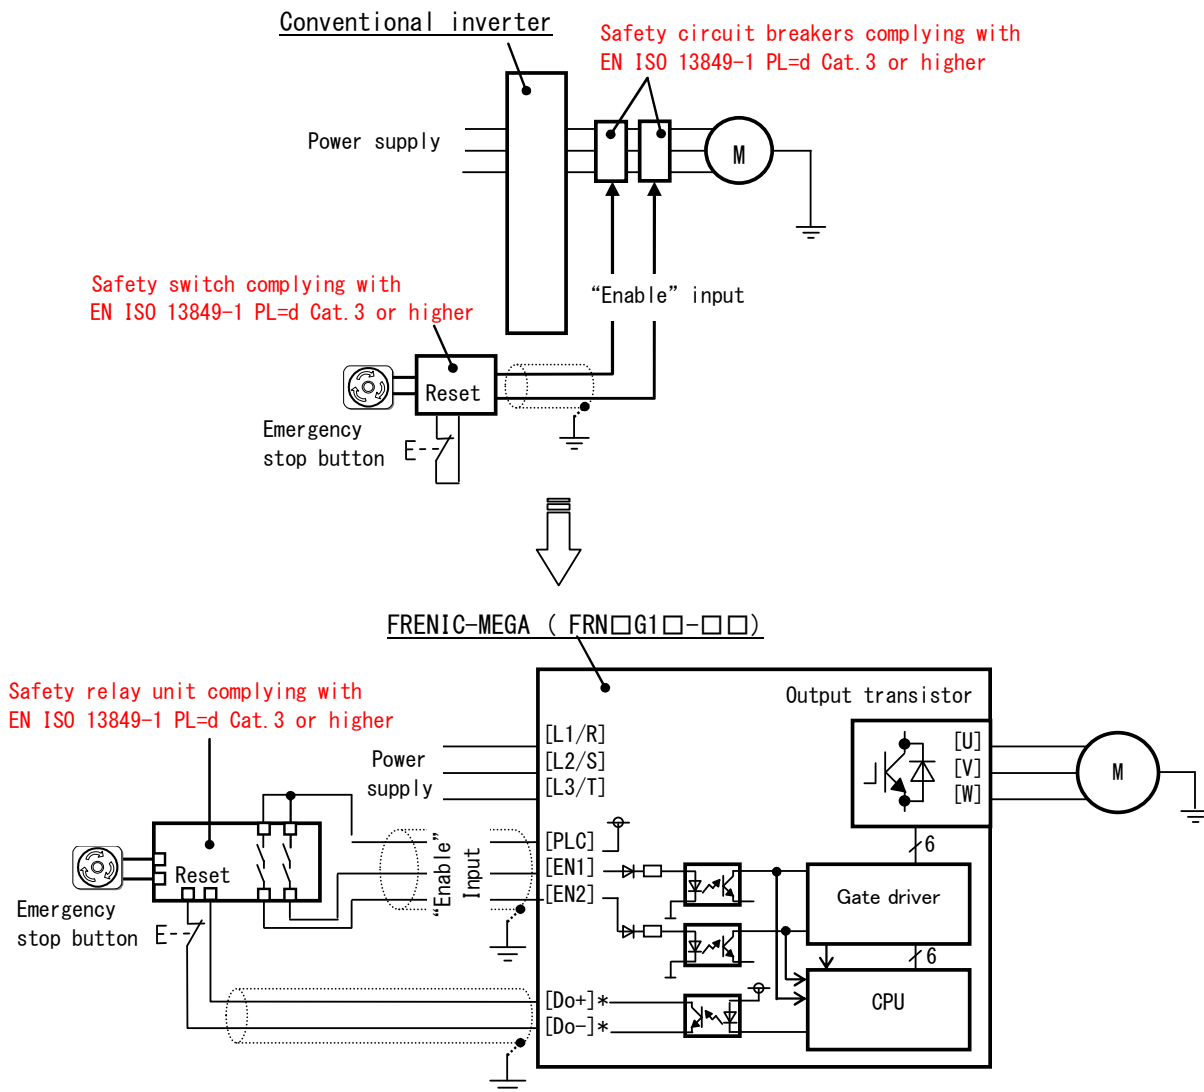 Conventional inverter
Safety circuit breakers complying with
EN ISO 13849-1 PL=d Cat.3 or higher
Power supply
M
Safety switch complying with
EN ISO 13849-1 PL=d Cat.3 or higher
“Enable” input
Reset
Emergency
stop button
FRENIC-MEGA ( FRN□G1□-□□)
Safety relay unit complying with
EN ISO 13849-1 PL=d Cat.3 or higher
Output transistor
Power
supply
[L1/R]
[L2/S]
[L3/T]
[U]
[V]
[W]
M
[PLC]
[EN1]
[EN2]
“Enable”
Input
6
Gate driver
6
CPU
Reset
Emergency
stop button
[Do+]*
[Do-]*